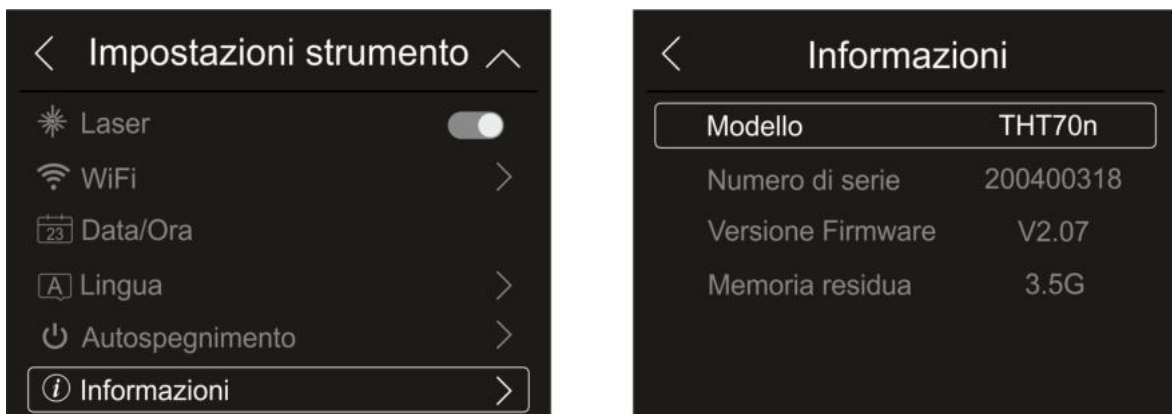 Impostazioni strumento
Laser
WiFi
23 Data/Ora
A Lingua
Autospegnimento
i Informazioni
Informazioni
Modello THT70n
Numero di serie 200400318
Versione Firmware V2.07
Memoria residua 3.5G